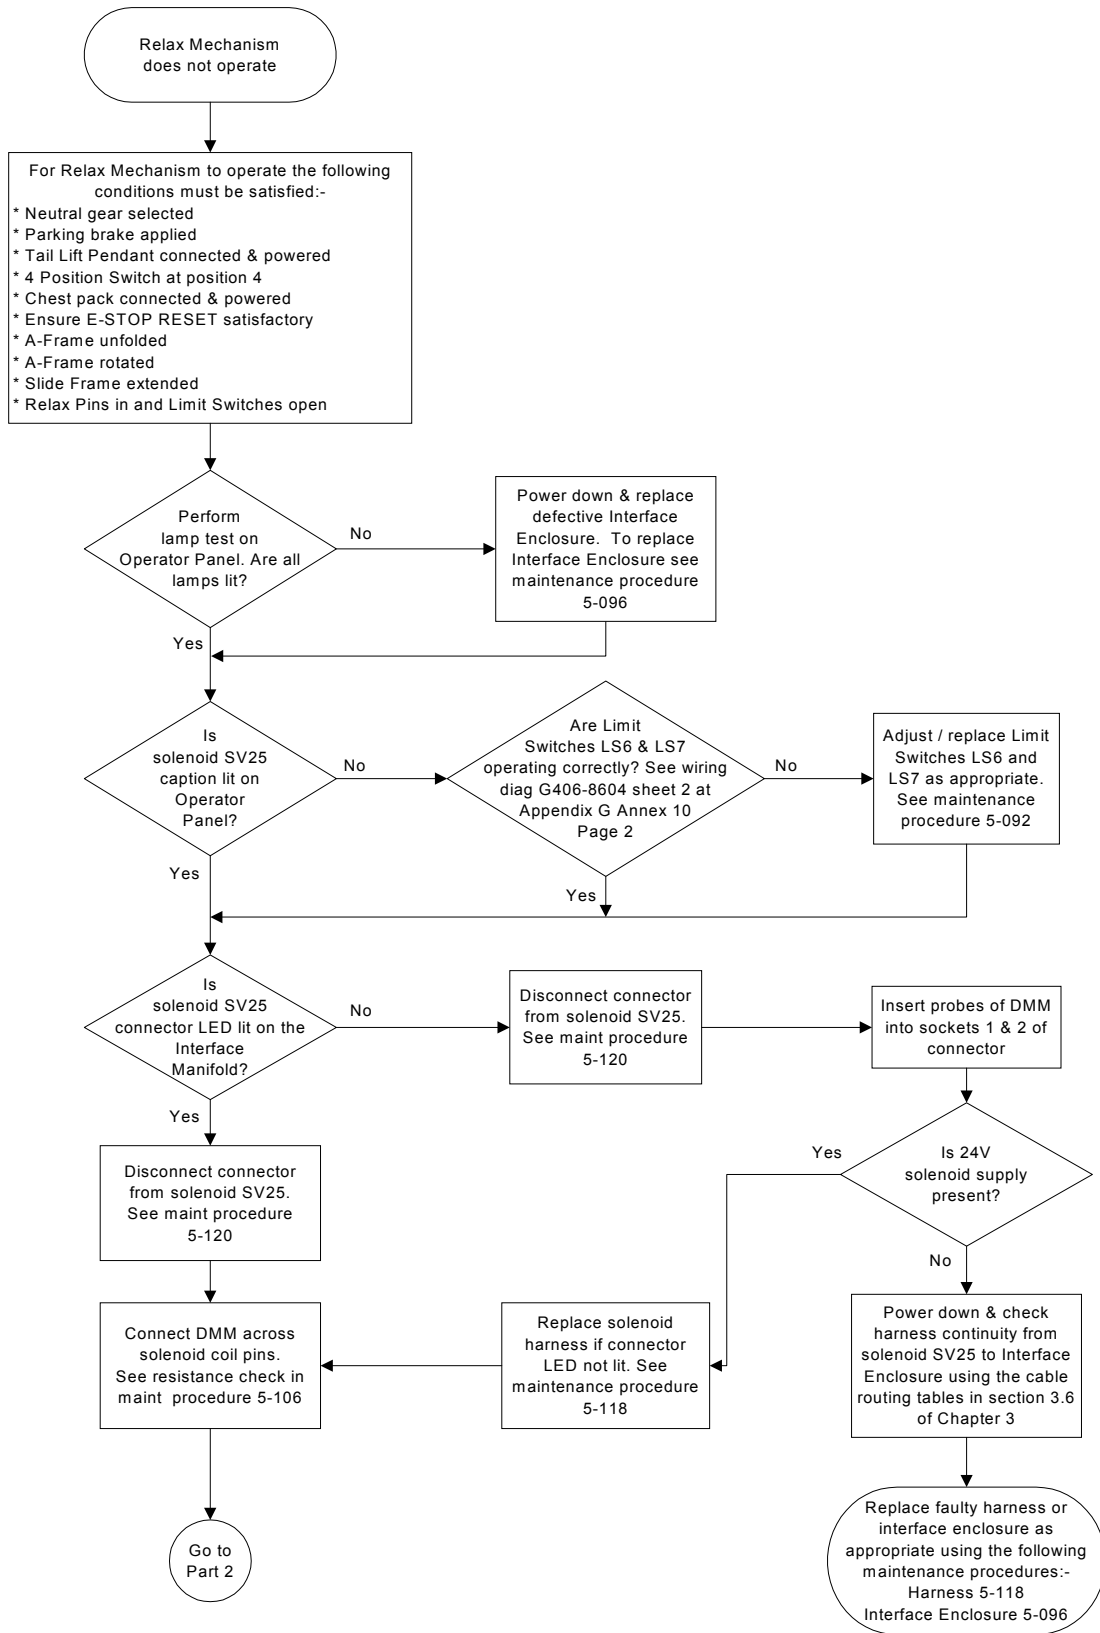 Relax Mechanism
does not operate
For Relax Mechanism to operate the following
conditions must be satisfied:-
* Neutral gear selected
* Parking brake applied
* Tail Lift Pendant connected & powered
* 4 Position Switch at position 4
* Chest pack connected & powered
* Ensure E-STOP RESET satisfactory
* A-Frame unfolded
* A-Frame rotated
* Slide Frame extended
* Relax Pins in and Limit Switches open
Perform
lamp test on
Operator Panel. Are all
lamps lit?
No
Power down & replace
defective Interface
Enclosure. To replace
Interface Enclosure see
maintenance procedure
5-096
Yes
Is
solenoid SV25
caption lit on
Operator
Panel?
No
Are Limit
Switches LS6 & LS7
operating correctly? See wiring
diag G406-8604 sheet 2 at
Appendix G Annex 10
Page 2
No
Adjust / replace Limit
Switches LS6 and
LS7 as appropriate.
See maintenance
procedure 5-092
Yes
Yes
Is
solenoid SV25
connector LED lit on the
Interface
Manifold?
No
Disconnect connector
from solenoid SV25.
See maint procedure
5-120
Insert probes of DMM
into sockets 1 & 2 of
connector
Yes
Disconnect connector
from solenoid SV25.
See maint procedure
5-120
Is 24V
solenoid supply
present?
Yes
No
Connect DMM across
solenoid coil pins.
See resistance check in
maint procedure 5-106
Replace solenoid
harness if connector
LED not lit. See
maintenance procedure
5-118
Power down & check
harness continuity from
solenoid SV25 to Interface
Enclosure using the cable
routing tables in section 3.6
of Chapter 3
Go to
Part 2
Replace faulty harness or
interface enclosure as
appropriate using the following
maintenance procedures:-
Harness 5-118
Interface Enclosure 5-096